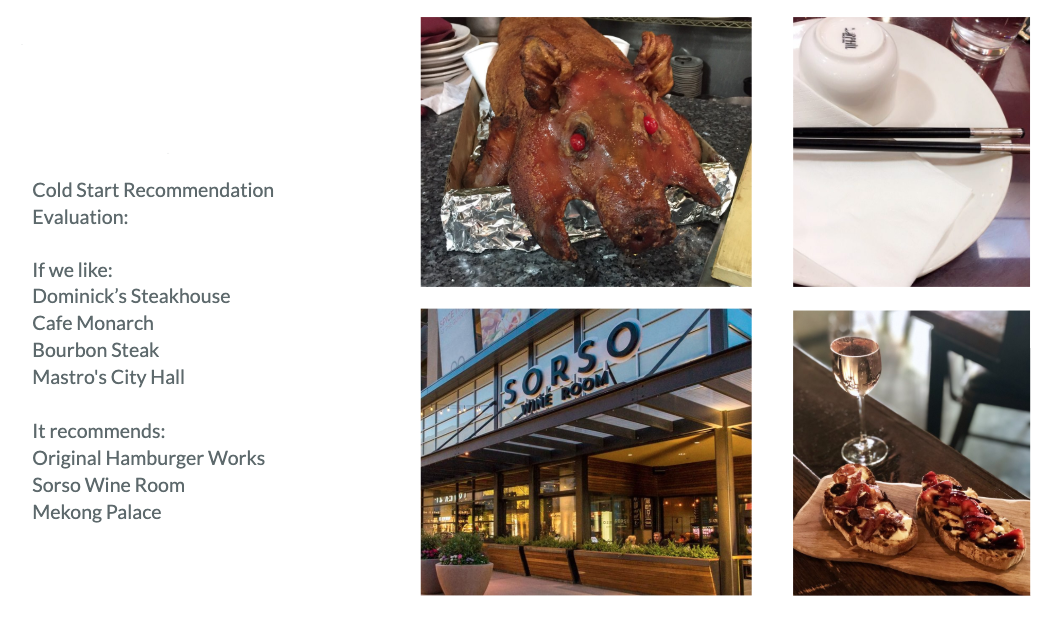 Cold Start Recommendation
Evaluation:
If we like:
Dominick's Steakhouse
Cafe Monarch
Bourbon Steak
Mastro's City Hall
It recommends:
Original Hamburger Works
Sorso Wine Room
Mekong Palace
SORSO
WINE ROOM